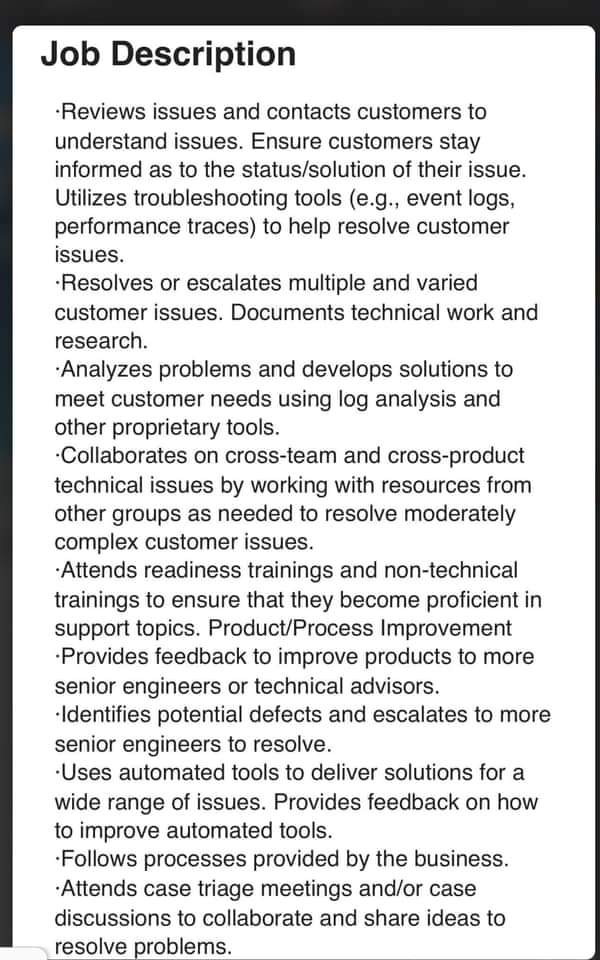 Job Description
·Reviews issues and contacts customers to
understand issues. Ensure customers stay
informed as to the status/solution of their issue.
Utilizes troubleshooting tools (e.g., event logs,
performance traces) to help resolve customer
issues.
·Resolves or escalates multiple and varied
customer issues. Documents technical work and
research.
·Analyzes problems and develops solutions to
meet customer needs using log analysis and
other proprietary tools.
·Collaborates on cross-team and cross-product
technical issues by working with resources from
other groups as needed to resolve moderately
complex customer issues.
·Attends readiness trainings and non-technical
trainings to ensure that they become proficient in
support topics. Product/Process Improvement
·Provides feedback to improve products to more
senior engineers or technical advisors.
·Identifies potential defects and escalates to more
senior engineers to resolve.
·Uses automated tools to deliver solutions for a
wide range of issues. Provides feedback on how
to improve automated tools.
·Follows processes provided by the business.
·Attends case triage meetings and/or case
discussions to collaborate and share ideas to
resolve problems.